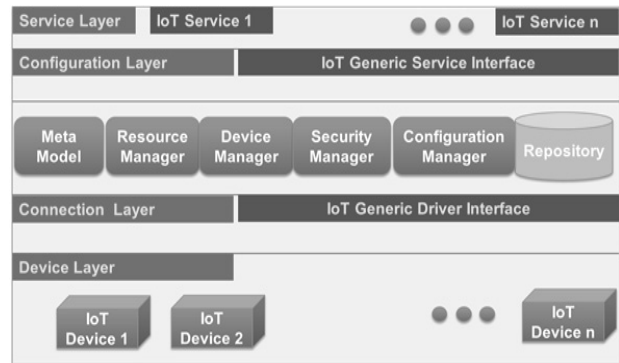 Service Layer
IoT Service 1
IoT Service n
Configuration Layer
IoT Generic Service Interface
Meta
Model
Resource
Manager
Device
Manager
Security
Manager
Configuration
Manager
Repository
Connection Layer
IoT Generic Driver Interface
Device Layer
IoT
Device 1
IoT
Device 2
IoT
Device n